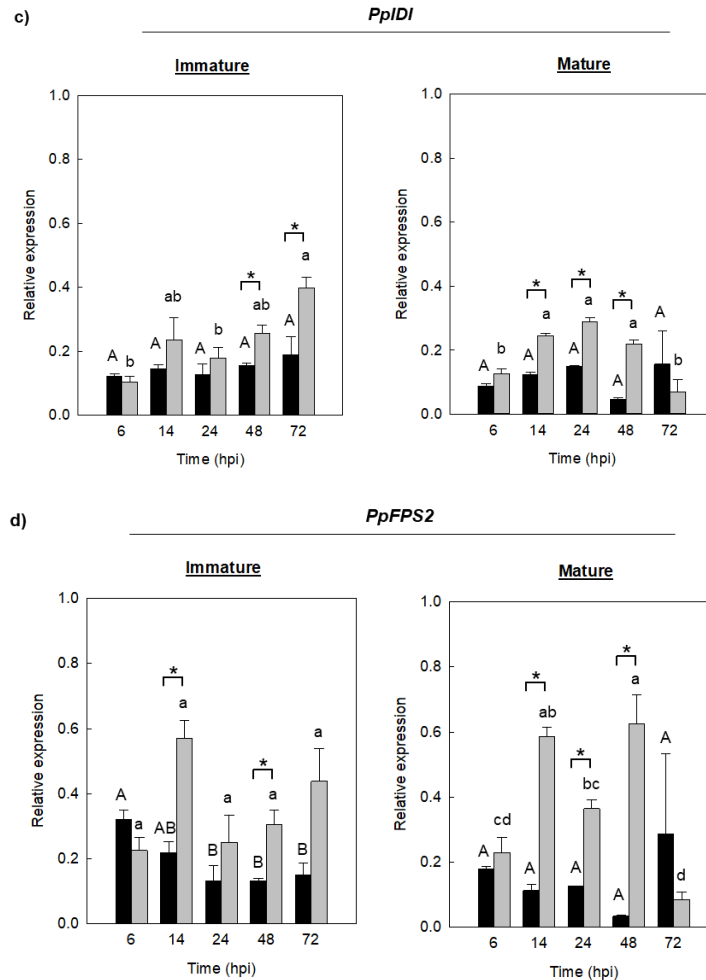 c)
PpIDI
Immature
Mature
1.0
0.8
0.6
0.4
0.2
0.0
Relative expression
A b A ab A b A ab A a
* *
6 14 24 48 72
Time (hpi)
1.0
0.8
0.6
0.4
0.2
0.0
Relative expression
A b A a A a A a A b
* * *
6 14 24 48 72
Time (hpi)
d)
PpFPS2
Immature
Mature
1.0
0.8
0.6
0.4
0.2
0.0
Relative expression
A a AB a B a B a B a
* *
6 14 24 48 72
Time (hpi)
1.0
0.8
0.6
0.4
0.2
0.0
Relative expression
A cd A ab A bc A a A d
* * *
6 14 24 48 72
Time (hpi)